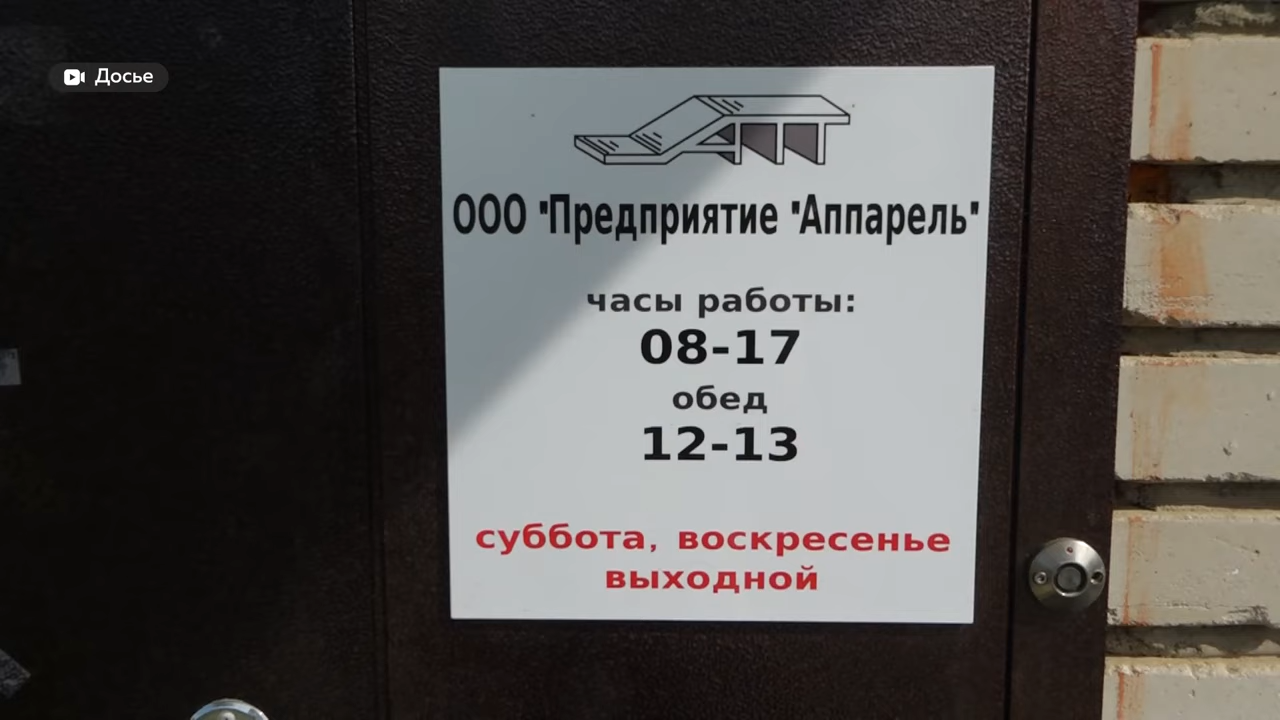 Досье
ООО "Предприятие "Аппарель"
часы работы:
08-17
обед
12-13
суббота, воскресенье
выходной